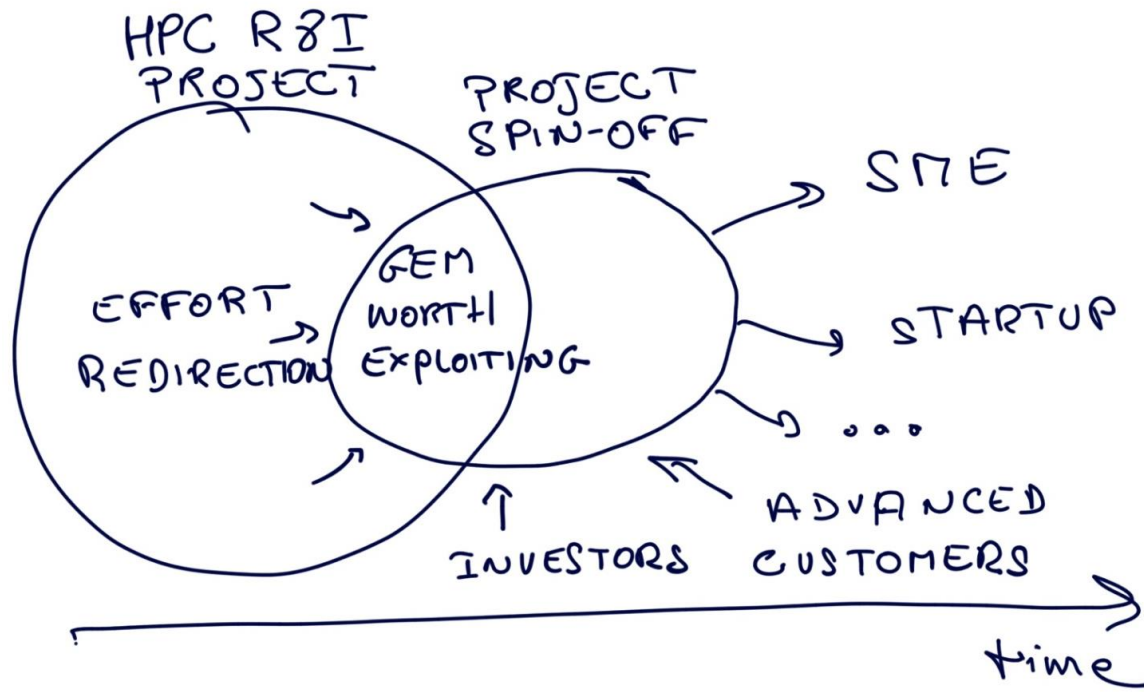 HPC R&I
PROJECT
PROJECT
SPIN-OFF
SME
GEM
WORTH
EXPLOITING
EFFORT
REDIRECTION
STARTUP
...
ADVANCED
CUSTOMERS
INVESTORS
time